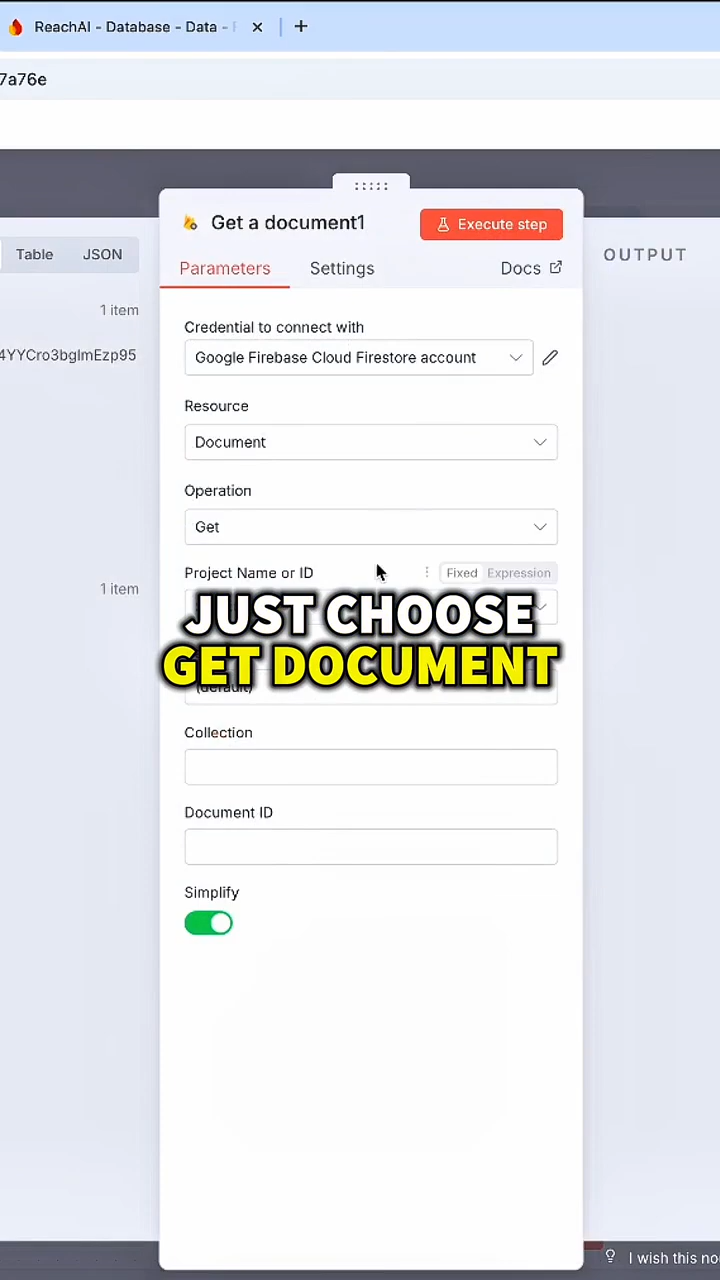 ReachAI - Database - Data -
7a76e
Get a document1
Execute step
Table
JSON
OUTPUT
Parameters
Settings
Docs
1 item
4YYCro3bglmEzp95
Credential to connect with
Google Firebase Cloud Firestore account
Resource
Document
Operation
Get
Project Name or ID
Fixed
Expression
1 item
JUST CHOOSE
GET DOCUMENT
(default)
Collection
Document ID
Simplify
I wish this no